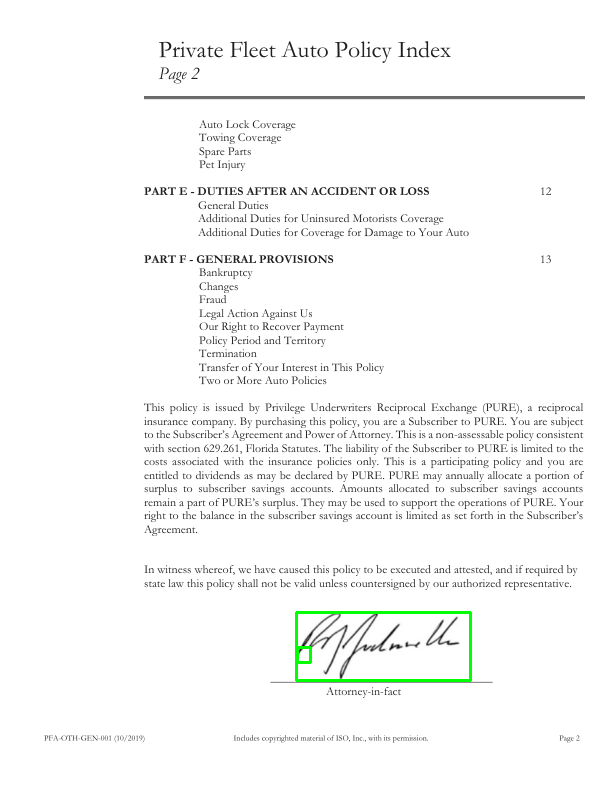 Private Fleet Auto Policy Index
Page 2
Auto Lock Coverage
Towing Coverage
Spare Parts
Pet Injury
PART E - DUTIES AFTER AN ACCIDENT OR LOSS 12
General Duties
Additional Duties for Uninsured Motorists Coverage
Additional Duties for Coverage for Damage to Your Auto
PART F - GENERAL PROVISIONS 13
Bankruptcy
Changes
Fraud
Legal Action Against Us
Our Right to Recover Payment
Policy Period and Territory
Termination
Transfer of Your Interest in This Policy
Two or More Auto Policies
This policy is issued by Privilege Underwriters Reciprocal Exchange (PURE), a reciprocal
insurance company. By purchasing this policy, you are a Subscriber to PURE. You are subject
to the Subscriber's Agreement and Power of Attorney. This is a non-assessable policy consistent
with section 629.261, Florida Statutes. The liability of the Subscriber to PURE is limited to the
costs associated with the insurance policies only. This is a participating policy and you are
entitled to dividends as may be declared by PURE. PURE may annually allocate a portion of
surplus to subscriber savings accounts. Amounts allocated to subscriber savings accounts
remain a part of PURE's surplus. They may be used to support the operations of PURE. Your
right to the balance in the subscriber savings account is limited as set forth in the Subscriber's
Agreement.
In witness whereof, we have caused this policy to be executed and attested, and if required by
state law this policy shall not be valid unless countersigned by our authorized representative.
Attorney-in-fact
PFA-OTH-GEN-001 (10/2019) Includes copyrighted material of ISO, Inc., with its permission. Page 2